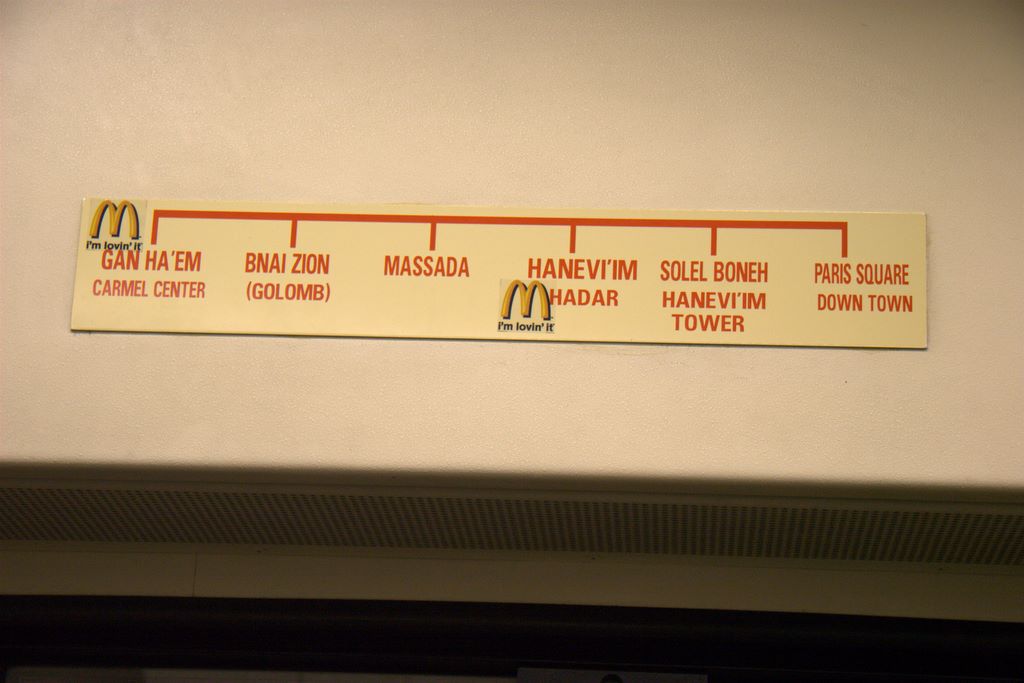 i'm lovin' it
GAN HA'EM
CARMEL CENTER
BNAI ZION
(GOLOMB)
MASSADA
HANEVI'IM
HADAR
i'm lovin' it
SOLEL BONEH
HANEVI'IM
TOWER
PARIS SQUARE
DOWN TOWN